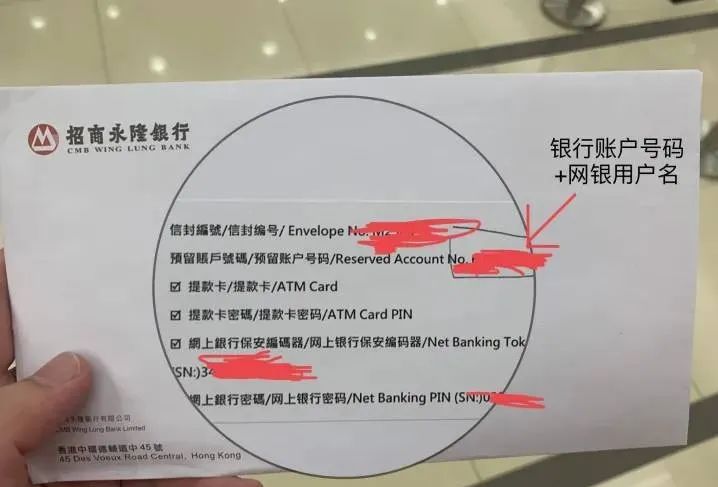 银行账户号码
+网银用户名
招商永隆銀行
CMB WING LUNG BANK
信封編號/信封编号/ Envelope No.
預留賬戶號碼/预留账户号码/Reserved Account No.
☑ 提款卡/提款卡/ATM Card
☑ 提款卡密碼/提款卡密码/ATM Card PIN
☑ 網上銀行保安編碼器/网上银行保安编码器/Net Banking Tok
(SN:)34
網上銀行密碼/网上银行密码/Net Banking PIN (SN:)0
永隆銀行有限公司
CMB Wing Lung Bank Limited
香港中環德輔道中45號
45 Des Voeux Road Central, Hong Kong